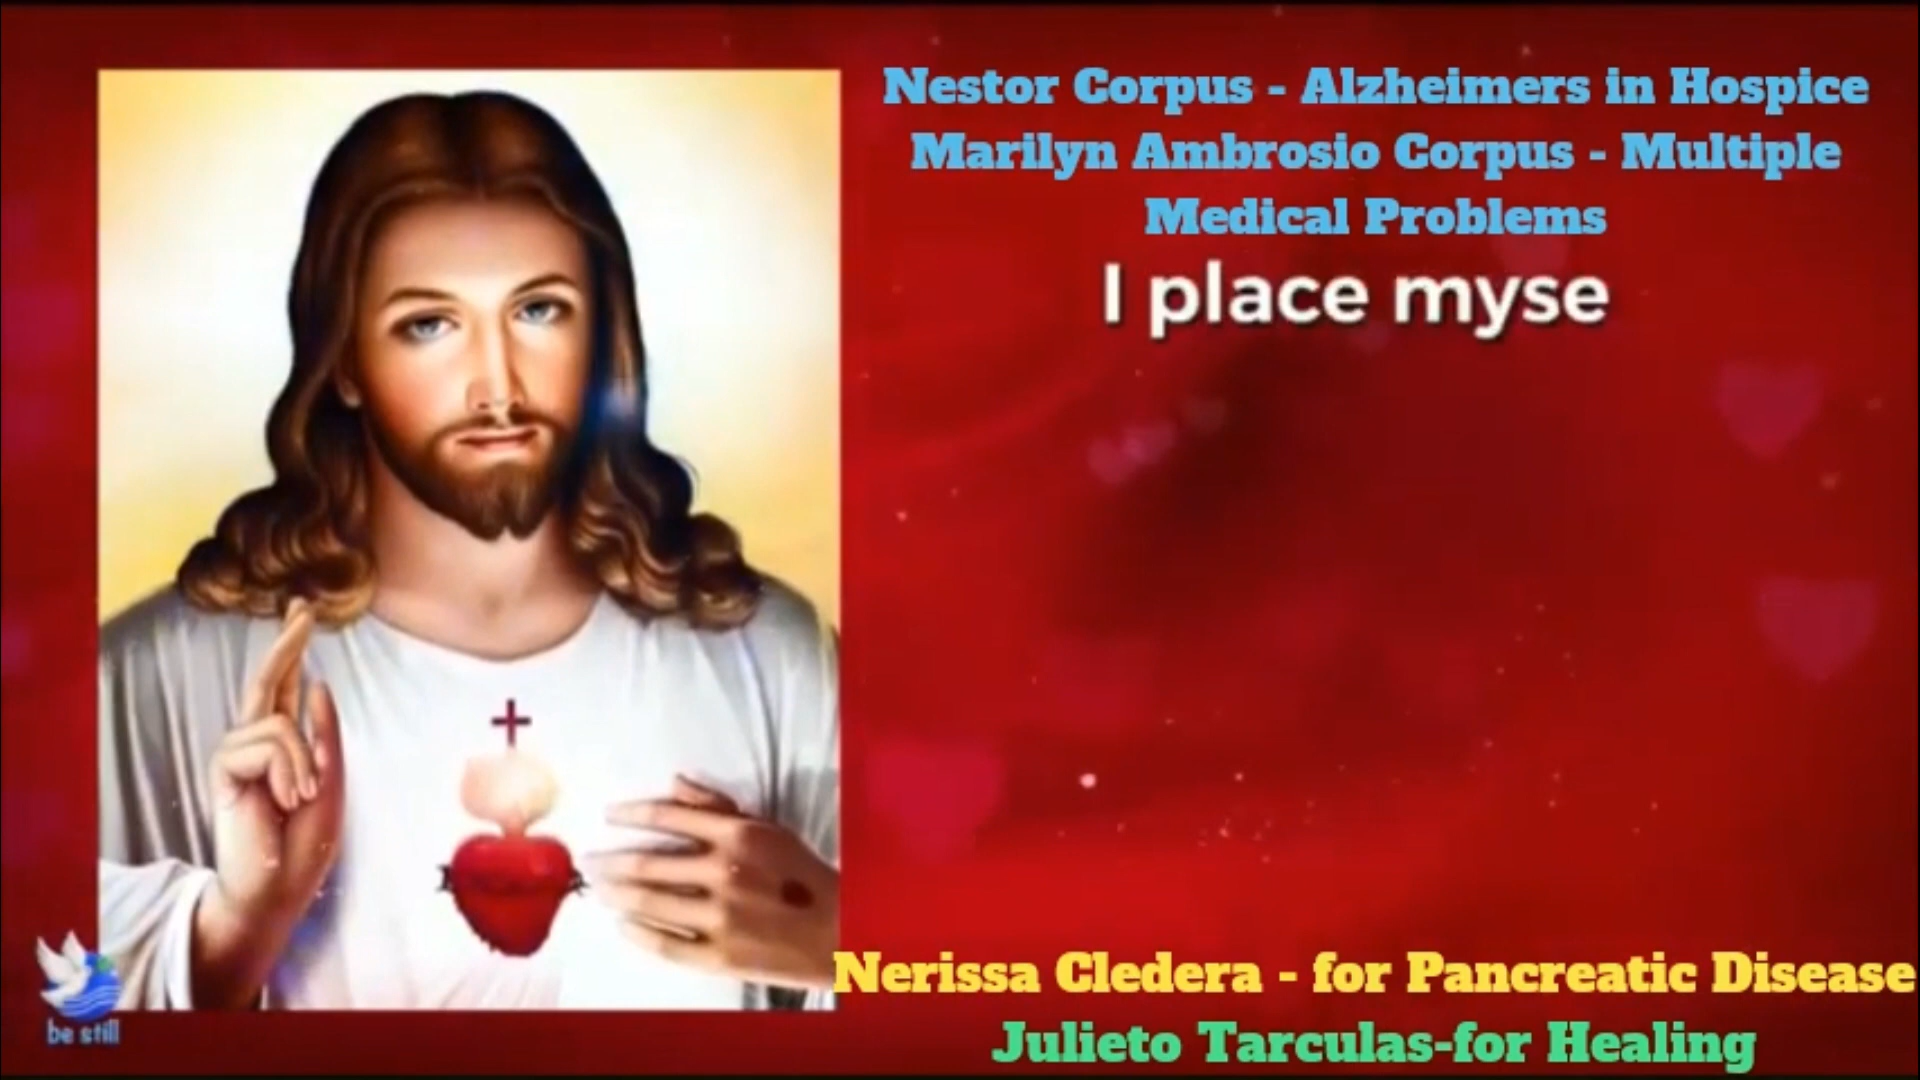 Nestor Corpus - Alzheimers in Hospice
Marilyn Ambrosio Corpus - Multiple
Medical Problems
I place myse
Nerissa Cledera - for Pancreatic Disease
Julieto Tarculas-for Healing
be still